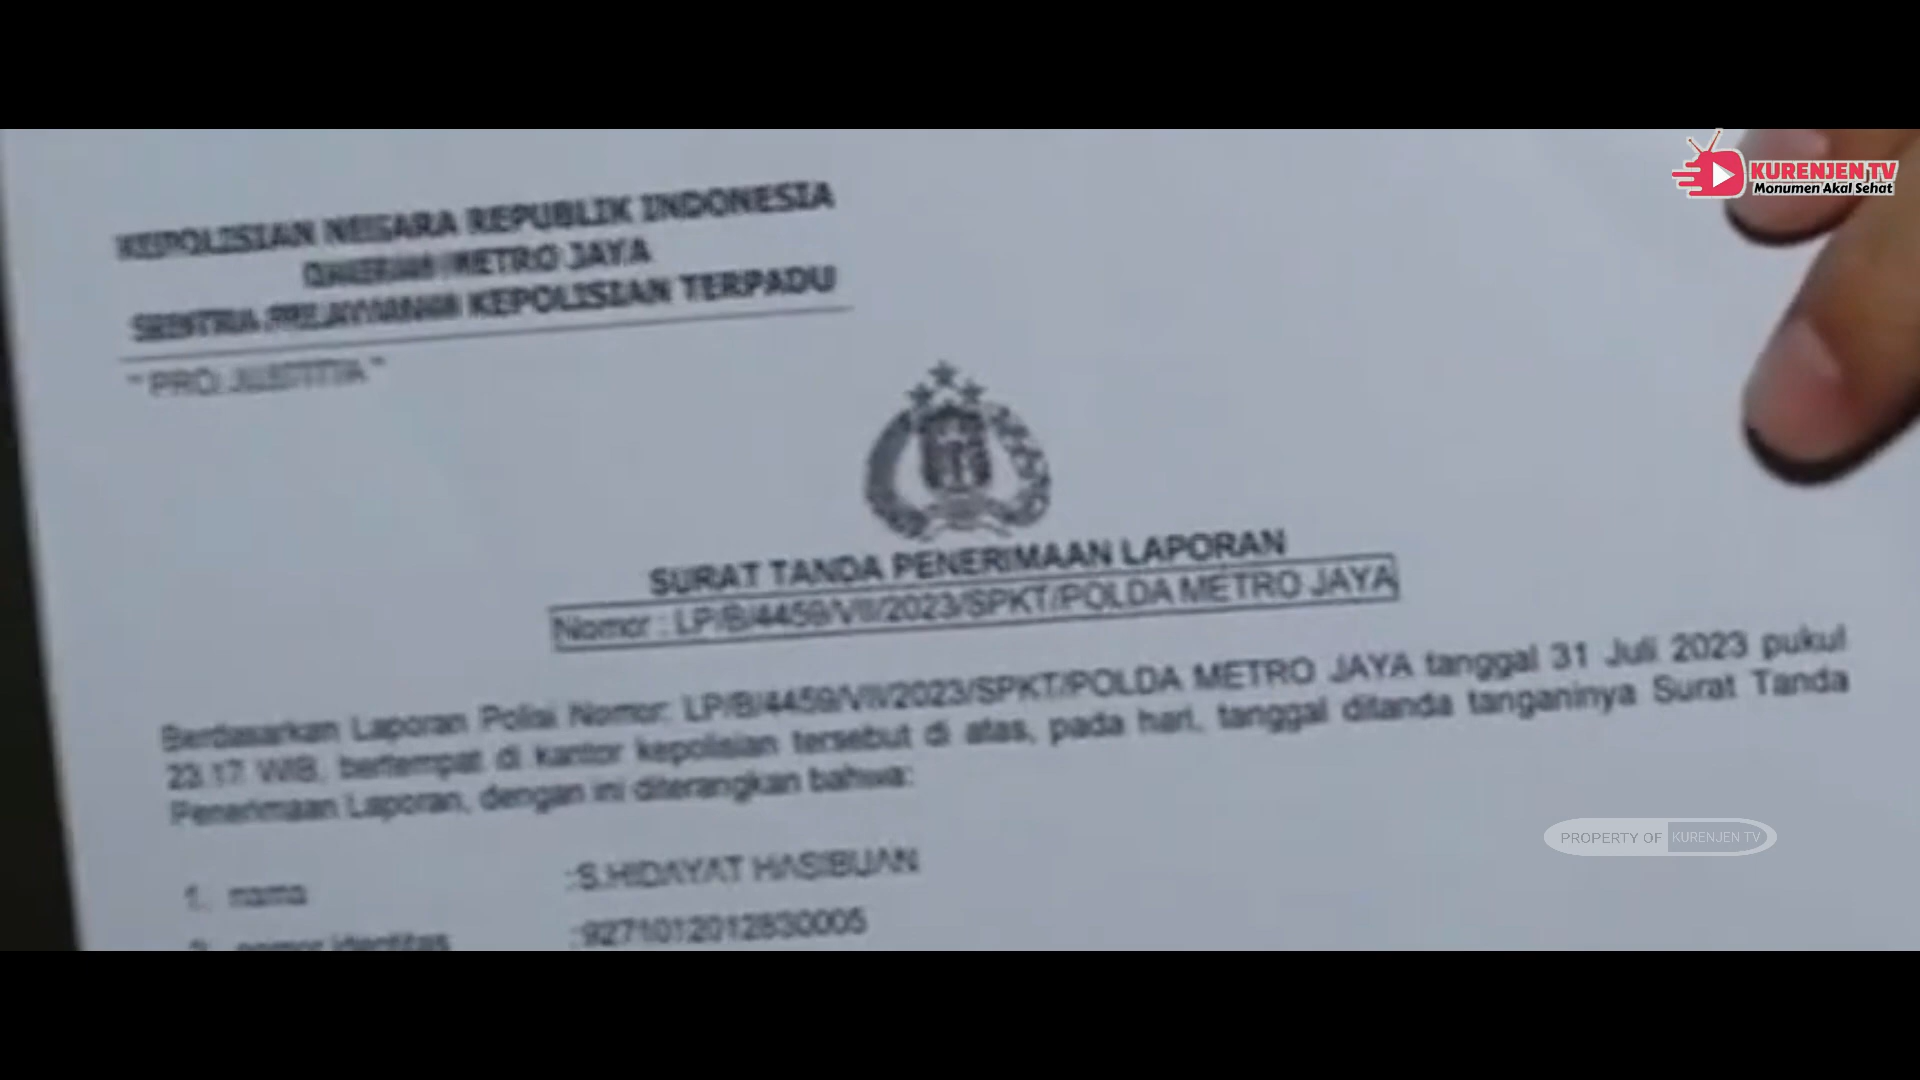 KURENJEN TV
Monumen Akal Sehat
KEPOLISIAN NEGARA REPUBLIK INDONESIA
DAERAH METRO JAYA
SENTRA PELAYANAN KEPOLISIAN TERPADU
" PRO JUSTITIA "
SURAT TANDA PENERIMAAN LAPORAN
Nomor : LP/B/4459/VII/2023/SPKT/POLDA METRO JAYA
Berdasarkan Laporan Polisi Nomor: LP/B/4459/VII/2023/SPKT/POLDA METRO JAYA tanggal 31 Juli 2023 pukul
23.17 WIB, bertempat di kantor kepolisian tersebut di atas, pada hari, tanggal ditanda tanganinya Surat Tanda
Penerimaan Laporan, dengan ini diterangkan bahwa:
1. nama :S.HIDAYAT HASIBUAN
2. nomor identitas :9271012012830005
PROPERTY OF KURENJEN TV